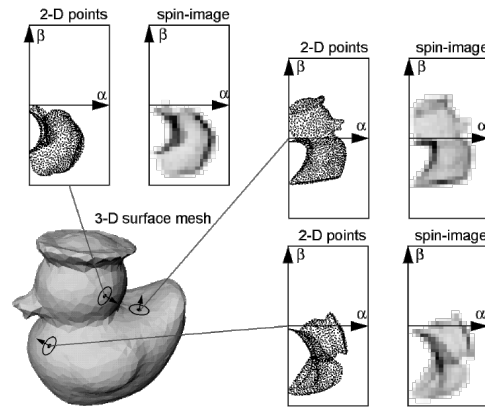 2-D points spin-image
β β
α α
2-D points spin-image
β β
α α
3-D surface mesh
2-D points spin-image
β β
α α